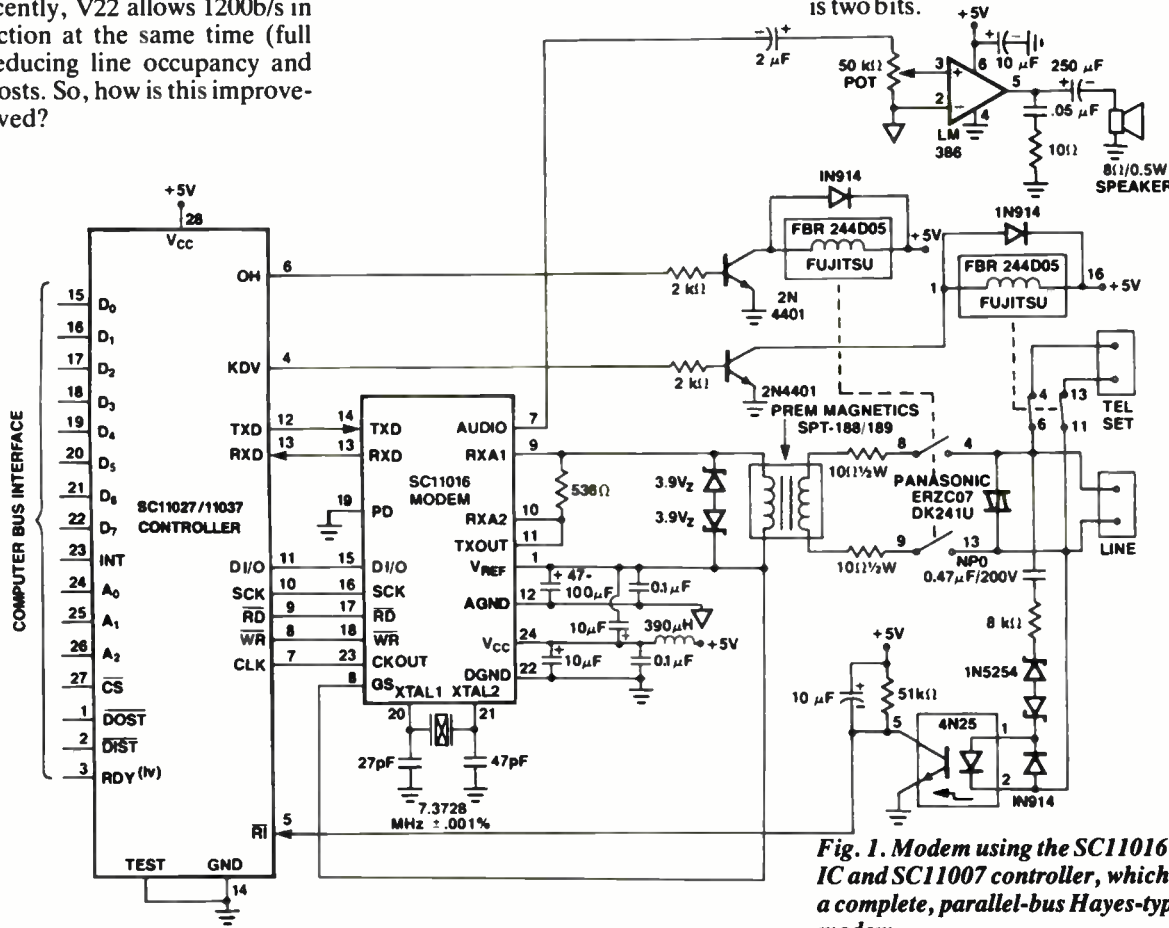 cently, V22 allows 1200b/s in
ction at the same time (full
educing line occupancy and
osts. So, how is this improve-
ved?
is two bits.
+5V
2 µF
50 kΩ
POT
3
2
6
10 µF
5
4
LM
386
250 µF
.05 µF
10Ω
8Ω/0.5W
SPEAKER
+5V
28
VCC
OH
6
2 kΩ
2N
4401
IN914
FBR 244D05
FUJITSU
+5V
1N914
FBR 244D05
FUJITSU
1
16
+5V
KDV
4
2 kΩ
2N4401
COMPUTER BUS INTERFACE
15 D0
16 D1
17 D2
18 D3
19 D4
20 D5
21 D6
22 D7
23 INT
24 A0
25 A1
26 A2
27 CS
1 DOST
2 DIST
3 RDY (IV)
SC11027/11037
CONTROLLER
TXD 12
RXD 13
DI/O 11
SCK 10
RD 9
WR 8
CLK 7
RI 5
TEST
GND
14
14 TXD
13 RXD
19 PD
15 DI/O
16 SCK
17 RD
18 WR
23 CKOUT
8 GS
SC11016
MODEM
AUDIO 7
RXA1 9
RXA2 10
TXOUT 11
VREF 1
AGND 12
VCC 24
DGND 22
XTAL1 XTAL2
20 21
27pF
47pF
7.3728
MHz ±.001%
536Ω
3.9VZ
3.9VZ
47-
100µF
0.1µF
10µF
390µH
+5V
10µF
0.1µF
PREM MAGNETICS
SPT-188/189
10Ω½W
10Ω½W
8
4
9
13
PANASONIC
ERZC07
DK241U
4
6
13
11
TEL
SET
LINE
NP0
0.47µF/200V
8 kΩ
1N5254
IN914
4N25
1
2
5
+5V
10 µF
51kΩ
Fig. 1. Modem using the SC11016
IC and SC11007 controller, which
a complete, parallel-bus Hayes-typ